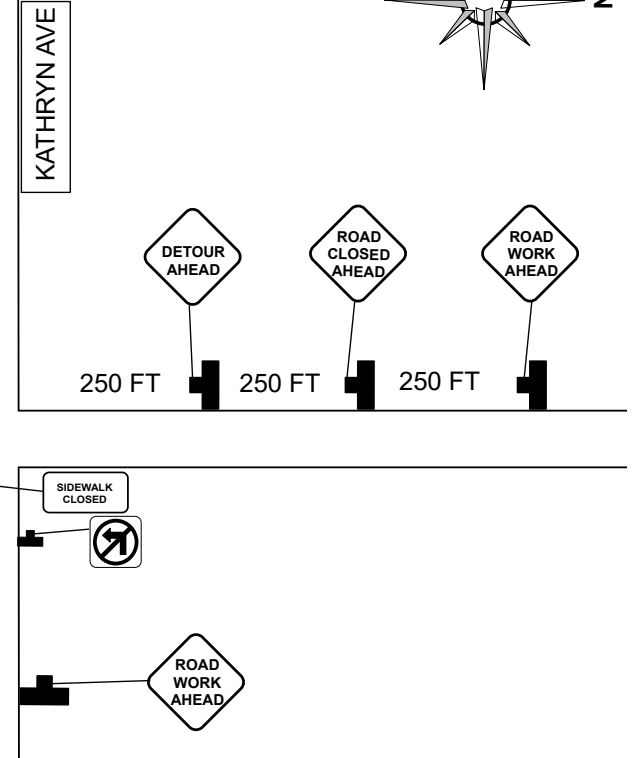 KATHRYN AVE
N
DETOUR
AHEAD
ROAD
CLOSED
AHEAD
ROAD
WORK
AHEAD
250 FT
250 FT
250 FT
SIDEWALK
CLOSED
ROAD
WORK
AHEAD